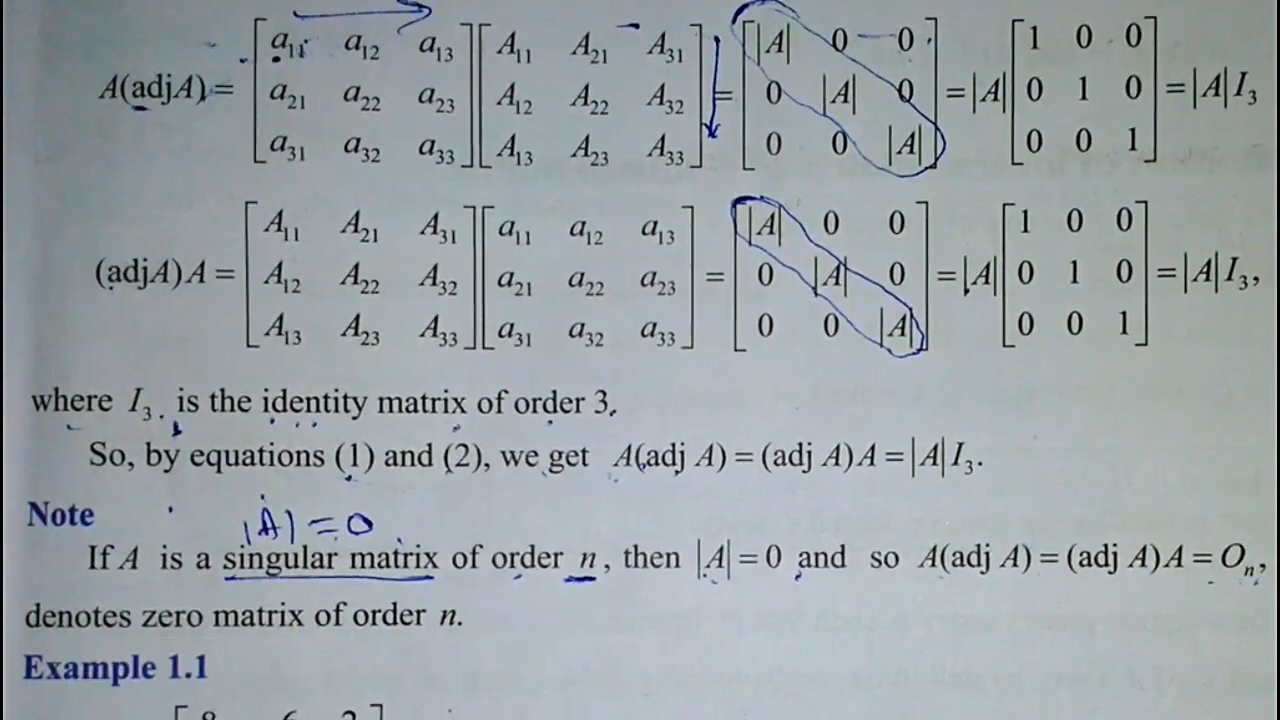 A(adjA) = [a₁₁ a₁₂ a₁₃; a₂₁ a₂₂ a₂₃; a₃₁ a₃₂ a₃₃] [A₁₁ A₂₁ A₃₁; A₁₂ A₂₂ A₃₂; A₁₃ A₂₃ A₃₃] = [|A| 0 0; 0 |A| 0; 0 0 |A|] = |A| [1 0 0; 0 1 0; 0 0 1] = |A| I₃
(adjA) A = [A₁₁ A₂₁ A₃₁; A₁₂ A₂₂ A₃₂; A₁₃ A₂₃ A₃₃] [a₁₁ a₁₂ a₁₃; a₂₁ a₂₂ a₂₃; a₃₁ a₃₂ a₃₃] = [|A| 0 0; 0 |A| 0; 0 0 |A|] = |A| [1 0 0; 0 1 0; 0 0 1] = |A| I₃,
where I₃ is the identity matrix of order 3.
So, by equations (1) and (2), we get A(adj A) = (adj A)A = |A| I₃.
Note
|A| = 0
If A is a singular matrix of order n, then |A| = 0 and so A(adj A) = (adj A)A = Oₙ,
denotes zero matrix of order n.
Example 1.1